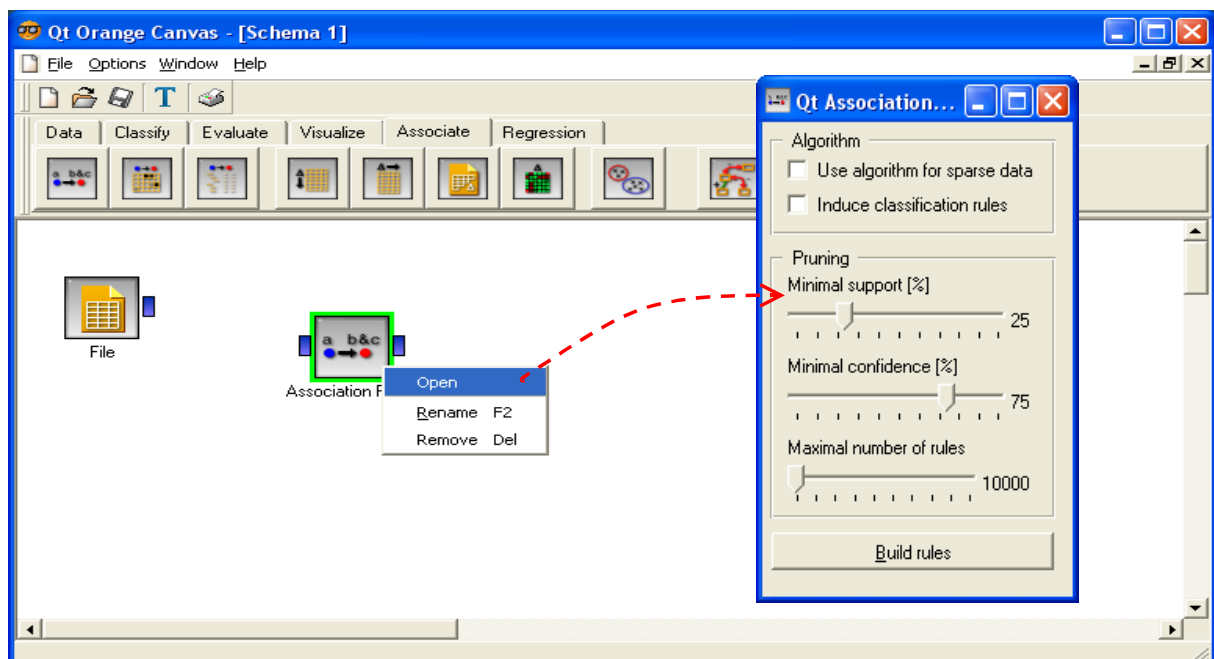 Qt Orange Canvas - [Schema 1]
File Options Window Help
T
Data Classify Evaluate Visualize Associate Regression
a b&c
File
a b&c
Association
Open
Rename F2
Remove Del
Qt Association...
Algorithm
Use algorithm for sparse data
Induce classification rules
Pruning
Minimal support [%]
25
Minimal confidence [%]
75
Maximal number of rules
10000
Build rules